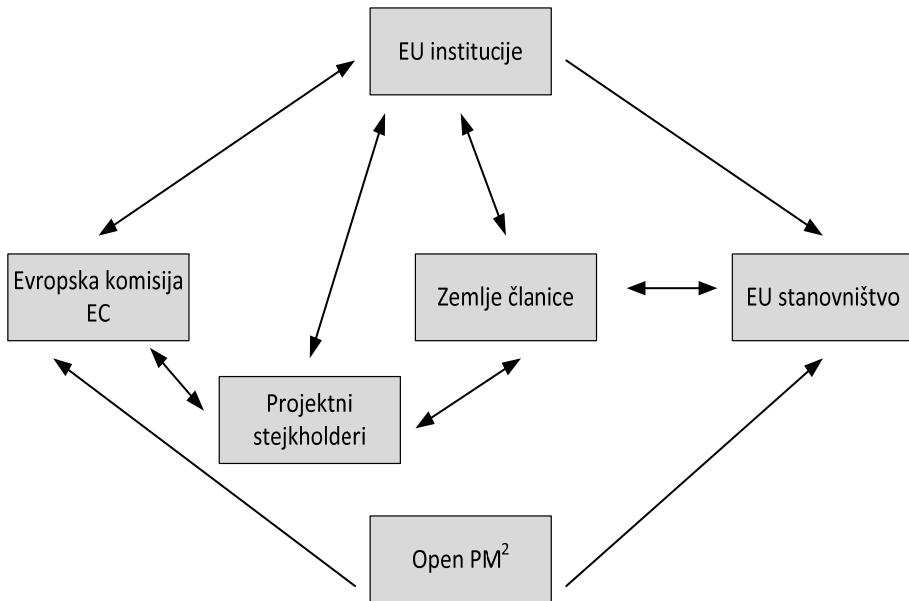 EU institucije
Evropska komisija
EC
Zemlje članice
EU stanovništvo
Projektni
stejkholderi
Open PM²